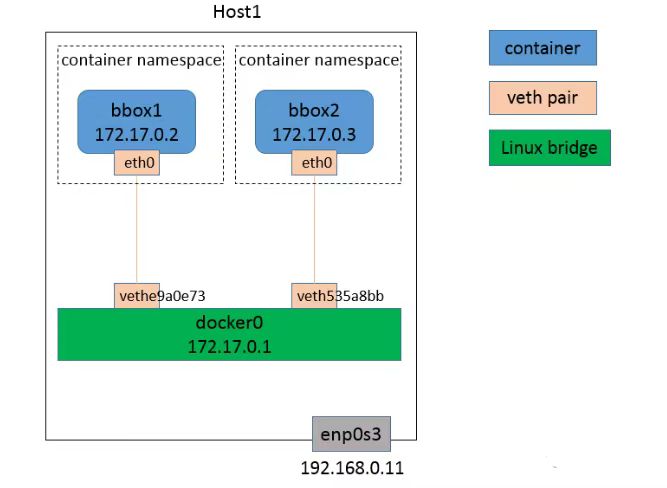 Host1
container namespace
container namespace
bbox1
172.17.0.2
bbox2
172.17.0.3
eth0
eth0
vethe9a0e73
veth535a8bb
docker0
172.17.0.1
enp0s3
192.168.0.11
container
veth pair
Linux bridge